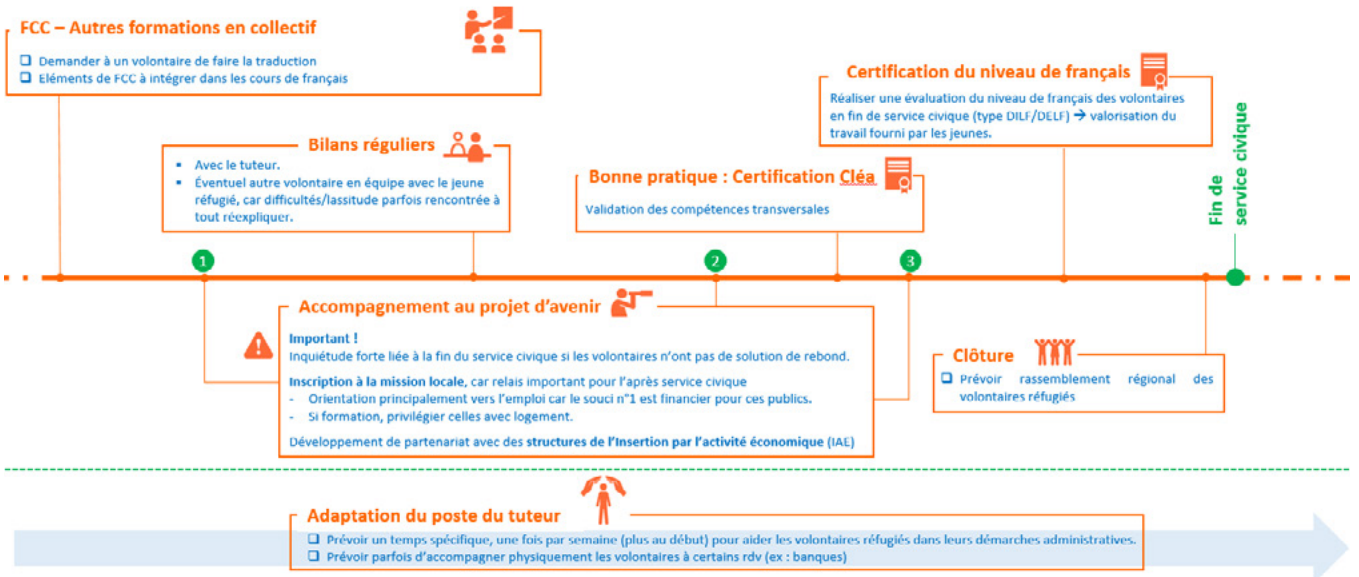 FCC – Autres formations en collectif
❑ Demander à un volontaire de faire la traduction
❑ Eléments de FCC à intégrer dans les cours de français
Certification du niveau de français
Réaliser une évaluation du niveau de français des volontaires
en fin de service civique (type DILF/DELF) → valorisation du
travail fourni par les jeunes.
Bilans réguliers
▪ Avec le tuteur.
▪ Éventuel autre volontaire en équipe avec le jeune
réfugié, car difficultés/lassitude parfois rencontrée à
tout réexpliquer.
Bonne pratique : Certification Cléa
Validation des compétences transversales
Fin de
service civique
1
2
3
Accompagnement au projet d'avenir
Important !
Inquiétude forte liée à la fin du service civique si les volontaires n'ont pas de solution de rebond.
Inscription à la mission locale, car relais important pour l'après service civique
- Orientation principalement vers l'emploi car le souci n°1 est financier pour ces publics.
- Si formation, privilégier celles avec logement.
Développement de partenariat avec des structures de l'Insertion par l'activité économique (IAE)
Clôture
❑ Prévoir rassemblement régional des
volontaires réfugiés
Adaptation du poste du tuteur
❑ Prévoir un temps spécifique, une fois par semaine (plus au début) pour aider les volontaires réfugiés dans leurs démarches administratives.
❑ Prévoir parfois d'accompagner physiquement les volontaires à certains rdv (ex : banques)